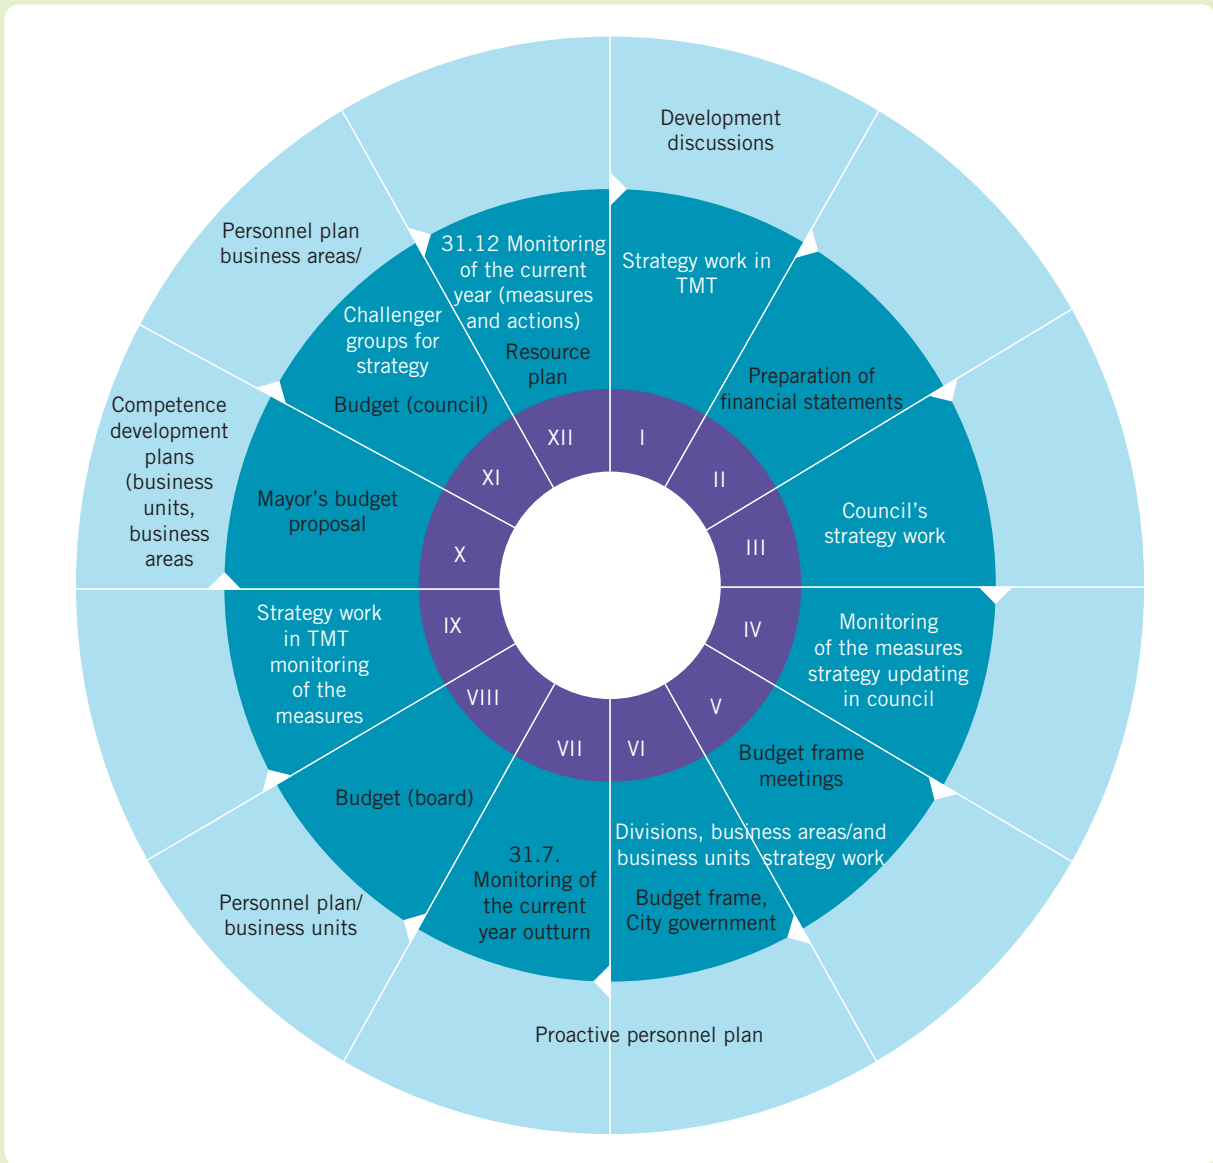 Development
discussions
Personnel plan
business areas/
31.12 Monitoring
of the current
year (measures
and actions)
Resource
plan
Strategy work in
TMT
Challenger
groups for
strategy
Budget (council)
Preparation of
financial statements
Competence
development
plans
(business
units,
business
areas
Mayor’s budget
proposal
Council’s
strategy work
XII
I
XI
II
X
III
IX
IV
VIII
V
VII
VI
Strategy work
in TMT
monitoring
of the
measures
Monitoring
of the measures
strategy updating
in council
Budget frame
meetings
Budget (board)
Divisions, business areas/and
business units strategy work
31.7.
Monitoring of
the current
year outturn
Budget frame,
City government
Personnel plan/
business units
Proactive personnel plan